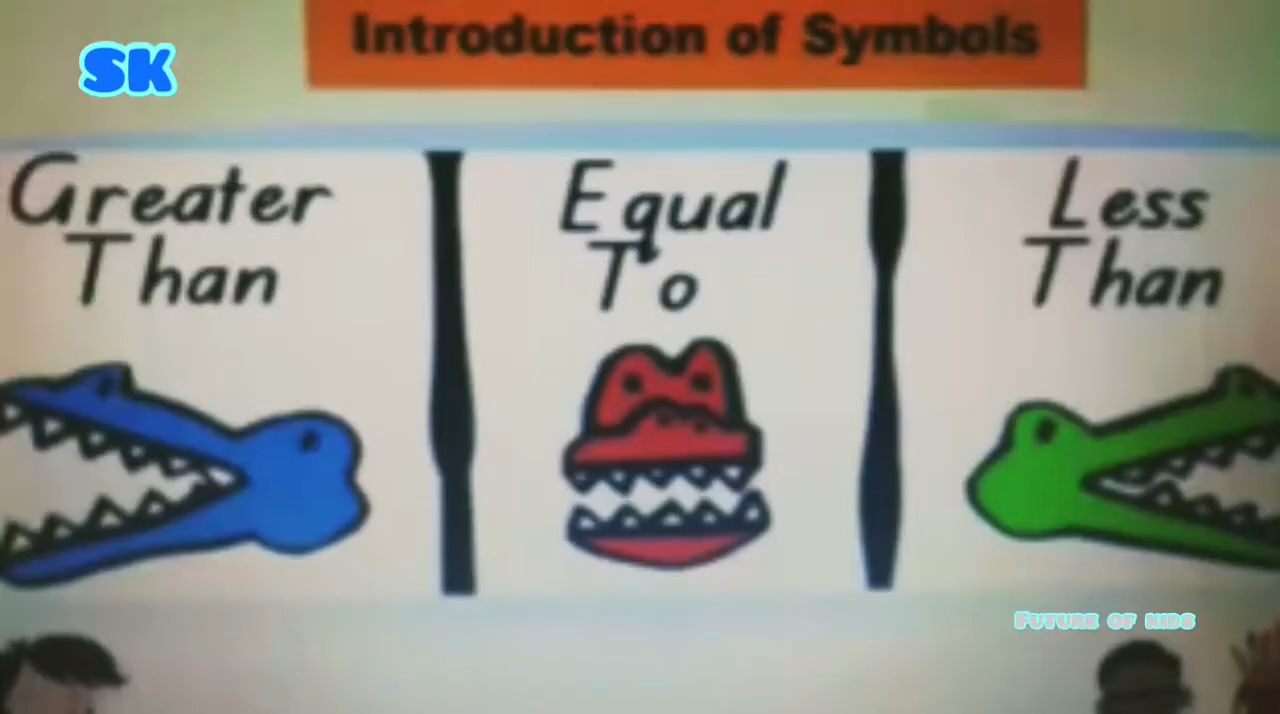 Introduction of Symbols
SK
Greater
Than
Equal
To
Less
Than
Future of kids